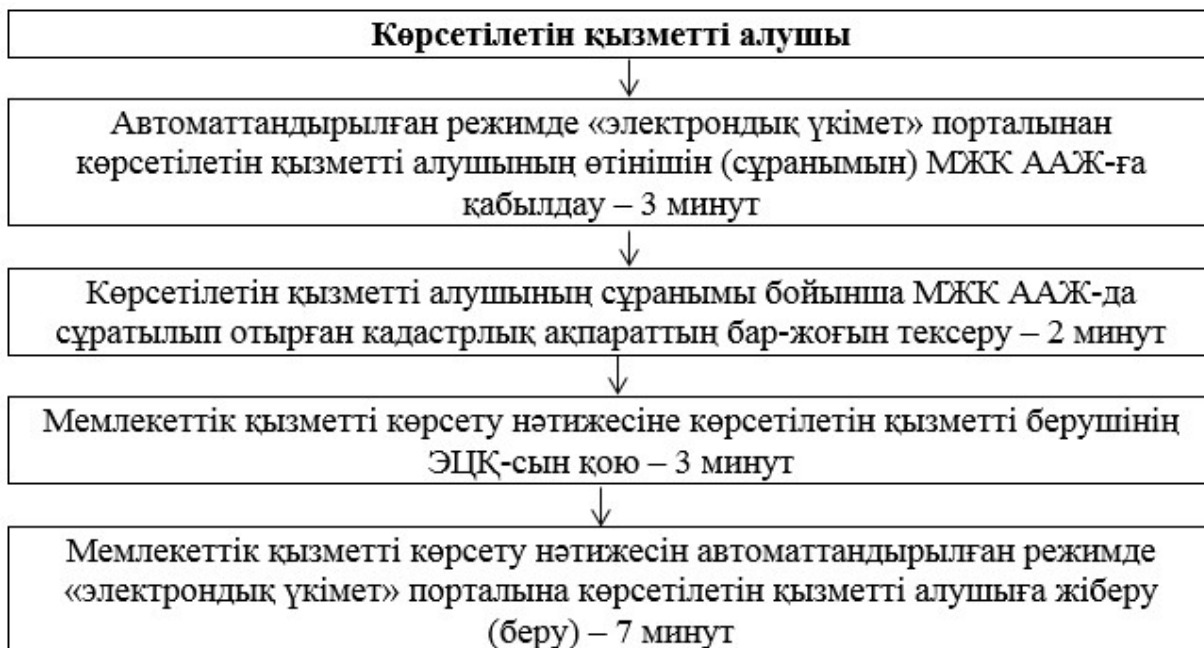 Көрсетілетін қызметті алушы
Автоматтандырылған режимде «электрондық үкімет» порталынан
көрсетілетін қызметті алушының өтінішін (сұранымын) МЖК ААЖ-ға
қабылдау – 3 минут
Көрсетілетін қызметті алушының сұранымы бойынша МЖК ААЖ-да
сұратылып отырған кадастрлық ақпараттың бар-жоғын тексеру – 2 минут
Мемлекеттік қызметті көрсету нәтижесіне көрсетілетін қызметті берушінің
ЭЦҚ-сын қою – 3 минут
Мемлекеттік қызметті көрсету нәтижесін автоматтандырылған режимде
«электрондық үкімет» порталына көрсетілетін қызметті алушыға жіберу
(беру) – 7 минут